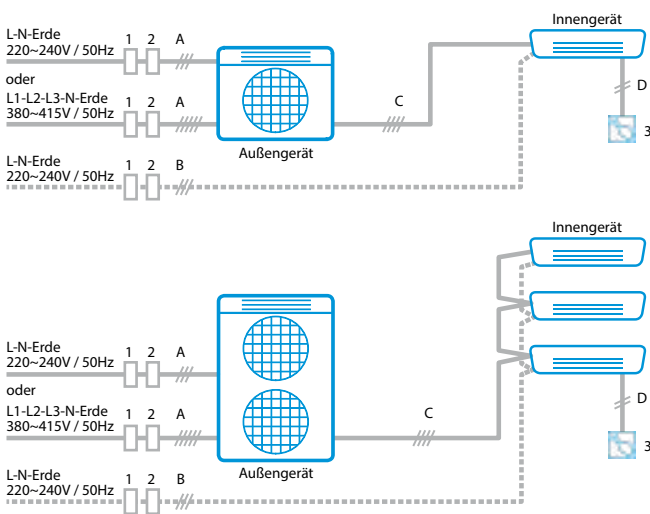 Innengerät
L-N-Erde
220~240V / 50Hz
1 2 A
oder
L1-L2-L3-N-Erde
380~415V / 50Hz
1 2 A
C
D
3
Außengerät
L-N-Erde
220~240V / 50Hz
1 2 B
Innengerät
L-N-Erde
220~240V / 50Hz
1 2 A
oder
L1-L2-L3-N-Erde
380~415V / 50Hz
1 2 A
C
D
3
Außengerät
L-N-Erde
220~240V / 50Hz
1 2 B